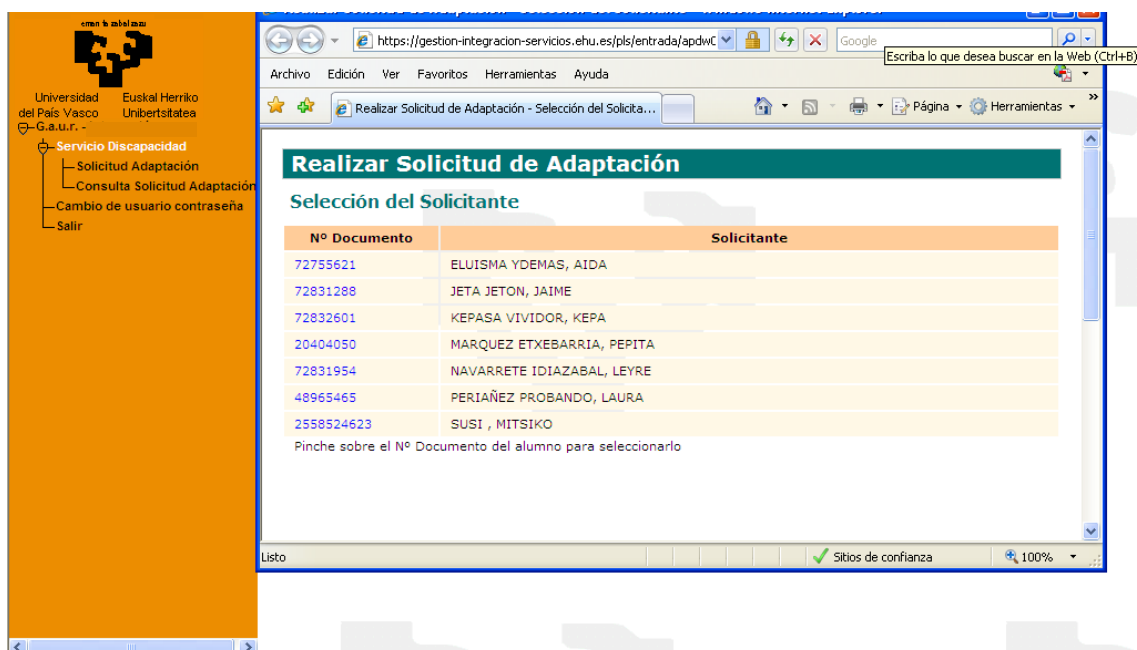 eman ta zabal zazu
Universidad
del País Vasco
Euskal Herriko
Unibertsitatea
G.a.u.r. -
Servicio Discapacidad
Solicitud Adaptación
Consulta Solicitud Adaptación
Cambio de usuario contraseña
Salir
https://gestion-integracion-servicios.ehu.es/pls/entrada/apdw
Google
Escriba lo que desea buscar en la Web (Ctrl+B)
Archivo Edición Ver Favoritos Herramientas Ayuda
Realizar Solicitud de Adaptación - Selección del Solicita...
Página Herramientas »
Realizar Solicitud de Adaptación
Selección del Solicitante
Nº Documento Solicitante
72755621 ELUISMA YDEMAS, AIDA
72831288 JETA JETON, JAIME
72832601 KEPASA VIVIDOR, KEPA
20404050 MARQUEZ ETXEBARRIA, PEPITA
72831954 NAVARRETE IDIAZABAL, LEYRE
48965465 PERIAÑEZ PROBANDO, LAURA
2558524623 SUSI , MITSIKO
Pinche sobre el Nº Documento del alumno para seleccionarlo
Listo Sitios de confianza 100%